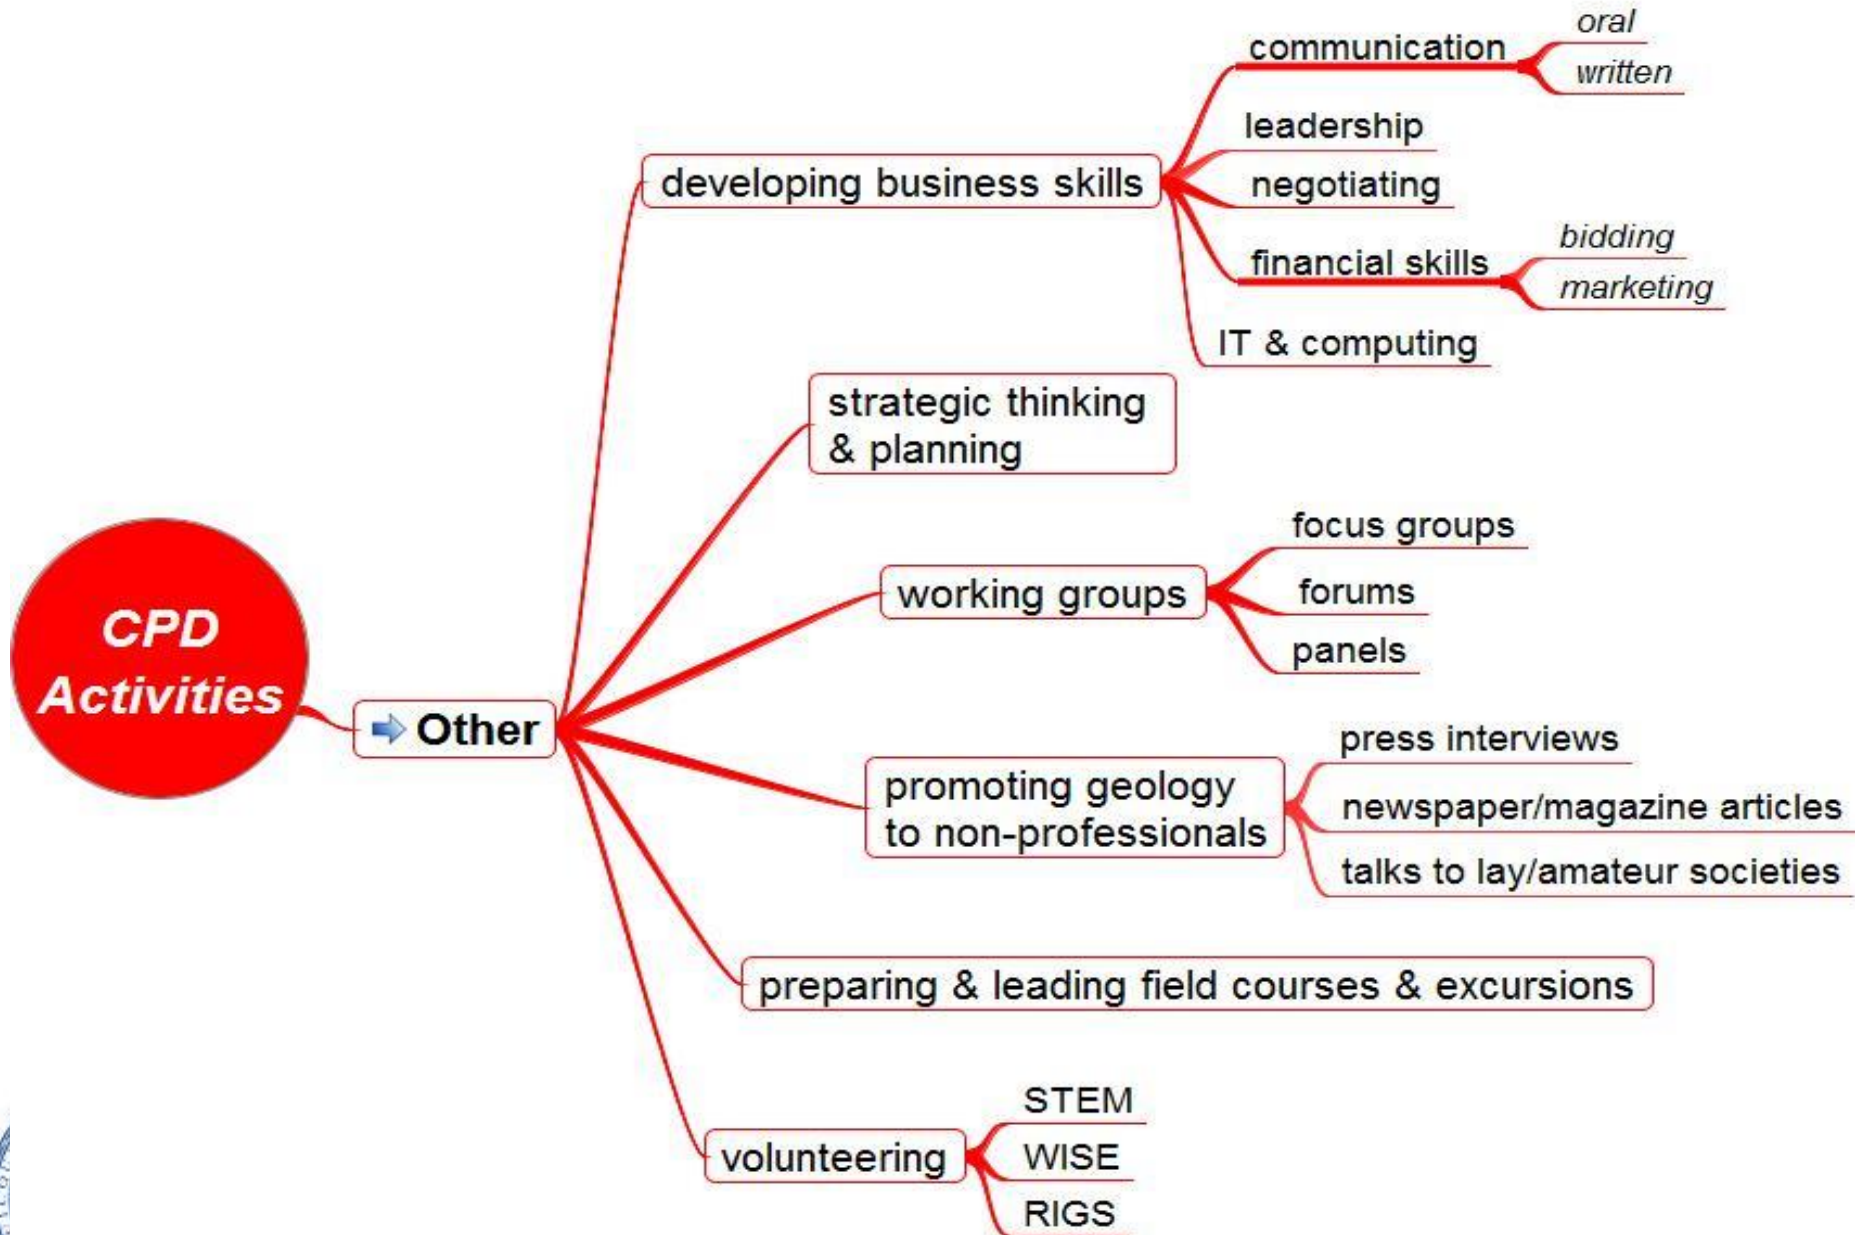 CPD
Activities
Other
developing business skills
communication
oral
written
leadership
negotiating
financial skills
bidding
marketing
IT & computing
strategic thinking
& planning
working groups
focus groups
forums
panels
promoting geology
to non-professionals
press interviews
newspaper/magazine articles
talks to lay/amateur societies
preparing & leading field courses & excursions
volunteering
STEM
WISE
RIGS